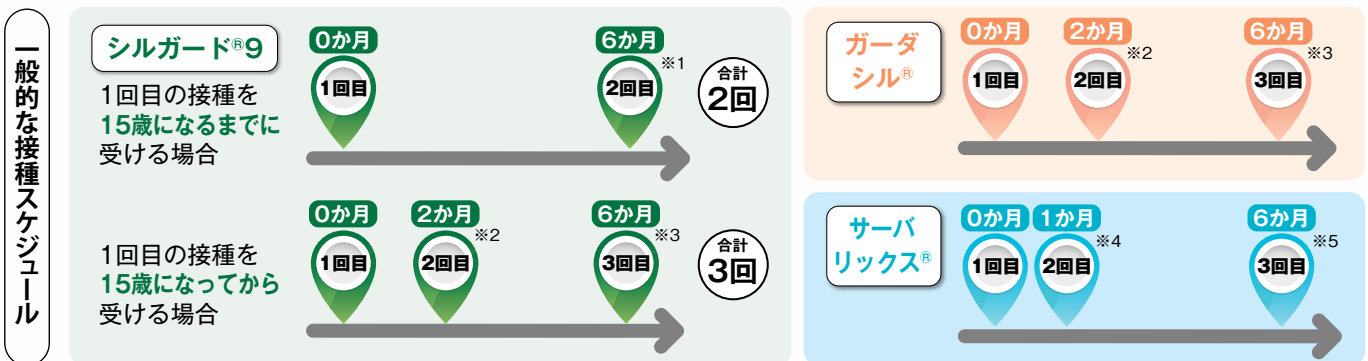 一般的な接種スケジュール
シルガード®9
1回目の接種を
15歳になるまでに
受ける場合
0か月
6か月
1回目
2回目
※1
合計
2回
1回目の接種を
15歳になってから
受ける場合
0か月
2か月
6か月
1回目
2回目
※2
3回目
※3
合計
3回
ガーダ
シル®
0か月
2か月
6か月
1回目
2回目
※2
3回目
※3
サーバ
リックス®
0か月
1か月
6か月
1回目
2回目
※4
3回目
※5